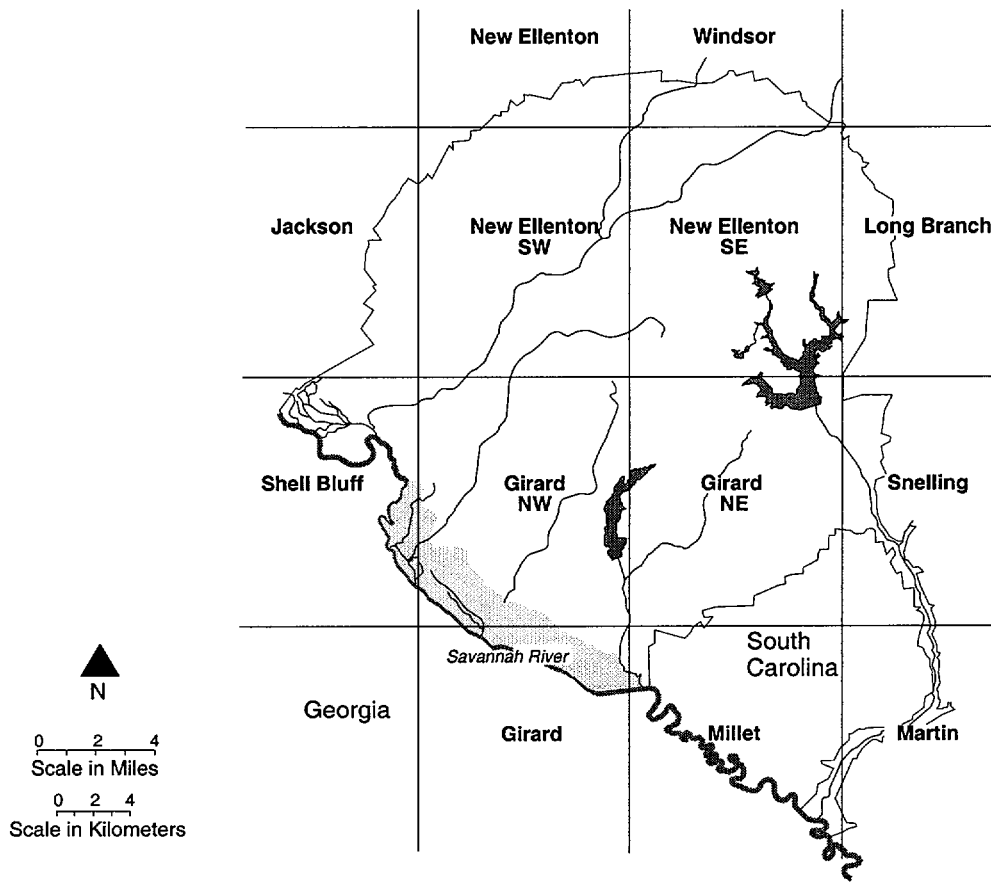 New Ellenton
Windsor
Jackson
New Ellenton
SW
New Ellenton
SE
Long Branch
Shell Bluff
Girard
NW
Girard
NE
Snelling
South
Carolina
Savannah River
N
Georgia
Girard
Millet
Martin
0 2 4
Scale in Miles
0 2 4
Scale in Kilometers